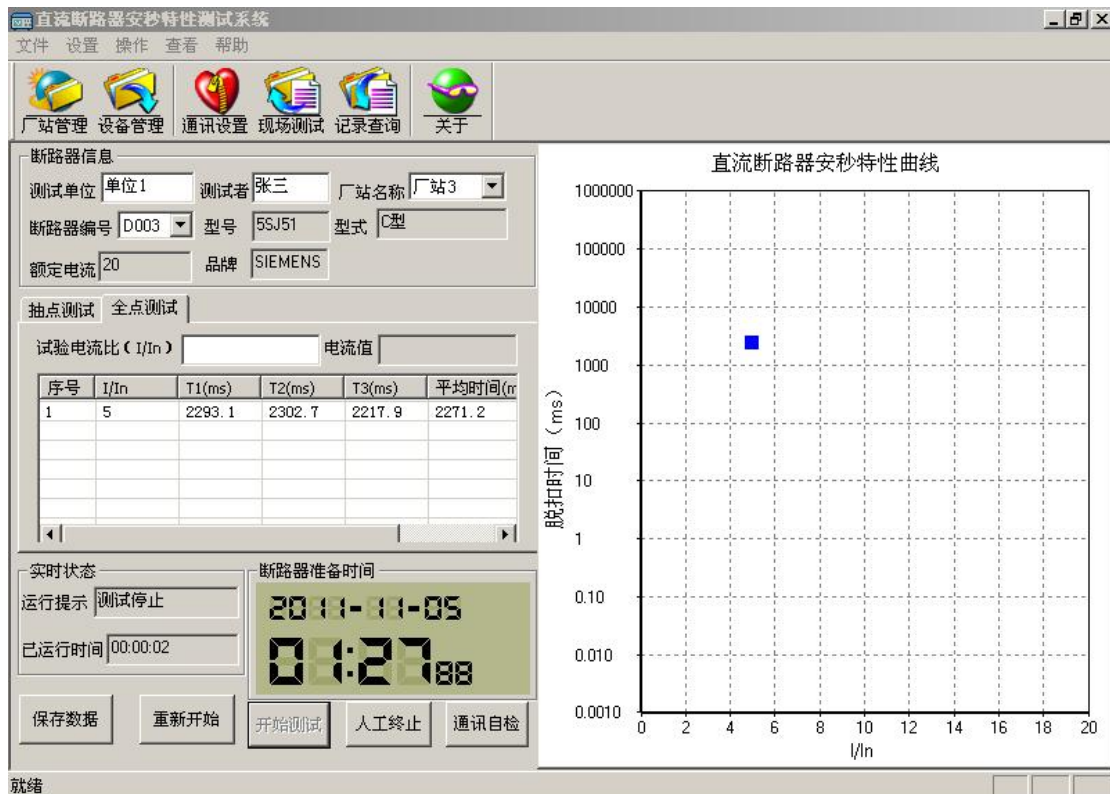 直流断路器安秒特性测试系统
文件 设置 操作 查看 帮助
厂站管理 设备管理 通讯设置 现场测试 记录查询 关于
断路器信息
测试单位 单位1 测试者 张三 厂站名称 厂站3
断路器编号 D003 型号 5SJ51 型式 C型
额定电流 20 品牌 SIEMENS
抽点测试 全点测试
试验电流比(I/In) 电流值
序号 I/In T1(ms) T2(ms) T3(ms) 平均时间(m
1 5 2293.1 2302.7 2217.9 2271.2
实时状态
运行提示 测试停止
已运行时间 00:00:02
断路器准备时间
2011-11-05
01:27 88
保存数据 重新开始 开始测试 人工终止 通讯自检
直流断路器安秒特性曲线
脱扣时间(ms)
1000000
100000
10000
1000
100
10
1
0.10
0.010
0.0010
0 2 4 6 8 10 12 14 16 18 20
I/In
就绪